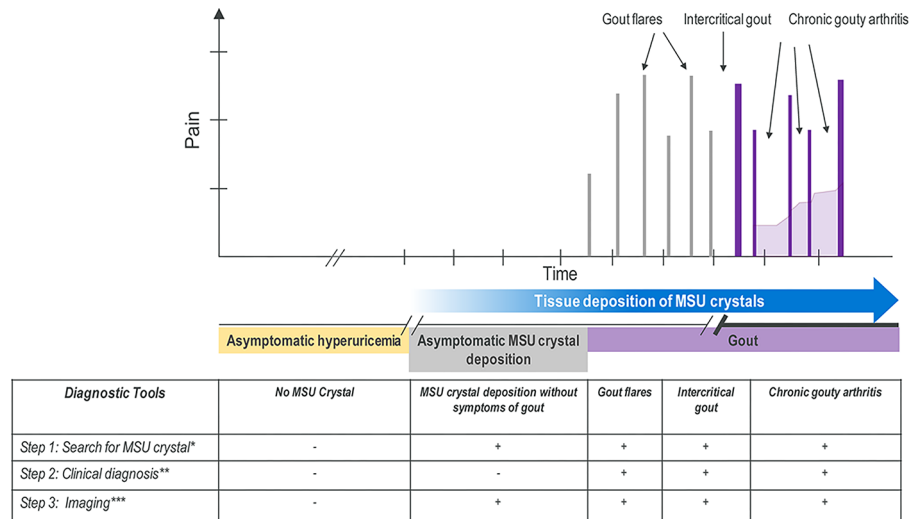 Gout flares
Intercritical gout
Chronic gouty arthritis
Pain
Time
Tissue deposition of MSU crystals
Asymptomatic hyperuricemia
Asymptomatic MSU crystal
deposition
Gout
Diagnostic Tools
No MSU Crystal
MSU crystal deposition without
symptoms of gout
Gout flares
Intercritical
gout
Chronic gouty arthritis
Step 1: Search for MSU crystal* - + + + +
Step 2: Clinical diagnosis** - - + + +
Step 3: Imaging*** - + + + +